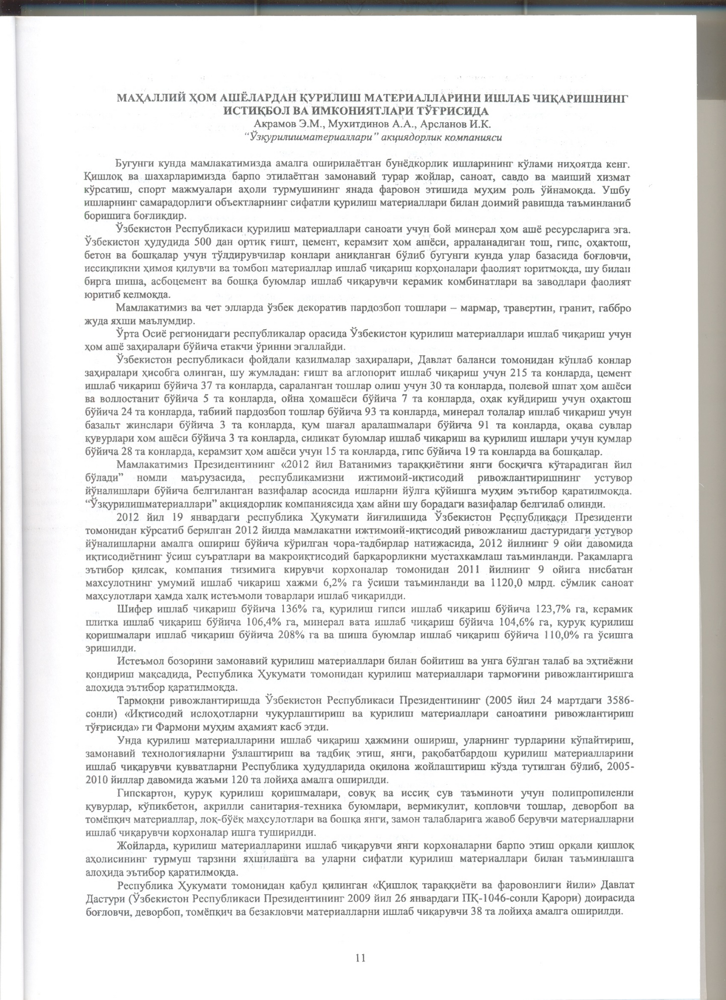 МАҲАЛЛИЙ ҲОМ АШЁЛАРДАН ҚУРИЛИШ МАТЕРИАЛЛАРИНИ ИШЛАБ ЧИҚАРИШНИНГ
ИСТИҚБОЛ ВА ИМКОНИЯТЛАРИ ТЎҒРИСИДА
Акрамов Э.М., Мухитдинов А.А., Арсланов И.К.
“Ўзқурилишматериаллари” акциядорлик компанияси
Бугунги кунда мамлакатимизда амалга оширилаётган бунёдкорлик ишларининг кўлами ниҳоятда кенг.
Қишлоқ ва шахарларимизда барпо этилаётган замонавий турар жойлар, саноат, савдо ва маиший хизмат
кўрсатиш, спорт мажмуалари аҳоли турмушининг янада фаровон этишида муҳим роль ўйнамоқда. Ушбу
ишларнинг самарадорлиги объектларнинг сифатли қурилиш материаллари билан доимий равишда таъминланиб
боришига боғлиқдир.
Ўзбекистон Республикаси қурилиш материаллари саноати учун бой минерал ҳом ашё ресурсларига эга.
Ўзбекистон ҳудудида 500 дан ортиқ ғишт, цемент, керамзит ҳом ашёси, арраланадиган тош, гипс, оҳактош,
бетон ва бошқалар учун тўлдирувчилар конлари аниқланган бўлиб бугунги кунда улар базасида боғловчи,
иссиқликни ҳимоя қилувчи ва томбоп материаллар ишлаб чиқариш корҳоналари фаолият юритмоқда, шу билан
бирга шиша, асбоцемент ва бошқа буюмлар ишлаб чиқарувчи керамик комбинатлари ва заводлари фаолият
юритиб келмоқда.
Мамлакатимиз ва чет элларда ўзбек декоратив пардозбоп тошлари – мармар, травертин, гранит, габбро
жуда яхши маълумдир.
Ўрта Осиё регионидаги республикалар орасида Ўзбекистон қурилиш материаллари ишлаб чиқариш учун
ҳом ашё заҳиралари бўйича етакчи ўринни эгаллайди.
Ўзбекистон республикаси фойдали қазилмалар заҳиралари, Давлат баланси томонидан кўплаб конлар
заҳиралари ҳисобга олинган, шу жумладан: ғишт ва аглопорит ишлаб чиқариш учун 215 та конларда, цемент
ишлаб чиқариш бўйича 37 та конларда, сараланган тошлар олиш учун 30 та конларда, полевой шпат ҳом ашёси
ва воллостанит бўйича 5 та конларда, ойна ҳомашёси бўйича 7 та конларда, оҳак куйдириш учун оҳактош
бўйича 24 та конларда, табиий пардозбоп тошлар бўйича 93 та конларда, минерал толалар ишлаб чиқариш учун
базальт жинслари бўйича 3 та конларда, қум шағал аралашмалари бўйича 91 та конларда, оқава сувлар
қувурлари хом ашёси бўйича 3 та конларда, силикат буюмлар ишлаб чиқариш ва қурилиш ишлари учун қумлар
бўйича 28 та конларда, керамзит ҳом ашёси учун 15 та конларда, гипс бўйича 19 та конларда ва бошқалар.
Мамлакатимиз Президентининг «2012 йил Ватанимиз тараққиётини янги босқичга кўтарадиган йил
бўлади” номли маърузасида, республикамизни ижтимоий-иқтисодий ривожлантиришнинг устувор
йўналишлари бўйича белгиланган вазифалар асосида ишларни йўлга қўйишга муҳим эътибор қаратилмоқда.
“Ўзқурилишматериаллари” акциядорлик компаниясида ҳам айни шу борадаги вазифалар белгилаб олинди.
2012 йил 19 январдаги республика Ҳукумати йиғилишида Ўзбекистон Республикаси Президенти
томонидан кўрсатиб берилган 2012 йилда мамлакатни ижтимоий-иқтисодий ривожланиш дастуридаги устувор
йўналишларни амалга ошириш бўйича кўрилган чора-тадбирлар натижасида, 2012 йилнинг 9 ойи давомида
иқтисодиётнинг ўсиш суъратлари ва макроиқтисодий барқарорликни мустахкамлаш таъминланди. Рақамларга
эътибор қилсак, компания тизимига кирувчи корхоналар томонидан 2011 йилнинг 9 ойига нисбатан
махсулотнинг умумий ишлаб чиқариш хажми 6,2% га ўсиши таъминланди ва 1120,0 млрд. сўмлик саноат
маҳсулотлари ҳамда халқ истеъмоли товарлари ишлаб чиқарилди.
Шифер ишлаб чиқариш бўйича 136% га, қурилиш гипси ишлаб чиқариш бўйича 123,7% га, керамик
плитка ишлаб чиқариш бўйича 106,4% га, минерал вата ишлаб чиқариш бўйича 104,6% га, қуруқ қурилиш
қоришмалари ишлаб чиқариш бўйича 208% га ва шиша буюмлар ишлаб чиқариш бўйича 110,0% га ўсишга
эришилди.
Истеъмол бозорини замонавий қурилиш материаллари билан бойитиш ва унга бўлган талаб ва эҳтиёжни
қондириш мақсадида, Республика Ҳукумати томонидан қурилиш материаллари тармоғини ривожлантиришга
алоҳида эътибор қаратилмоқда.
Тармоқни ривожлантиришда Ўзбекистон Республикаси Президентининг (2005 йил 24 мартдаги 3586-
сонли) «Иқтисодий ислоҳотларни чуқурлаштириш ва қурилиш материаллари саноатини ривожлантириш
тўғрисида» ги Фармони муҳим аҳамият касб этди.
Унда қурилиш материалларини ишлаб чиқариш ҳажмини ошириш, уларнинг турларини кўпайтириш,
замонавий технологияларни ўзлаштириш ва тадбиқ этиш, янги, рақобатбардош қурилиш материалларини
ишлаб чиқарувчи қувватларни Республика ҳудудларида оқилона жойлаштириш кўзда тутилган бўлиб, 2005-
2010 йиллар давомида жаъми 120 та лойиҳа амалга оширилди.
Гипскартон, қуруқ қурилиш қоришмалари, совуқ ва иссиқ сув таъминоти учун полипропиленли
қувурлар, кўпикбетон, акрилли санитария-техника буюмлари, вермикулит, қопловчи тошлар, деворбоп ва
томёпқич материаллар, лоқ-бўёқ маҳсулотлари ва бошқа янги, замон талабларига жавоб берувчи материалларни
ишлаб чиқарувчи корхоналар ишга туширилди.
Жойларда, қурилиш материалларини ишлаб чиқарувчи янги корхоналарни барпо этиш орқали қишлоқ
аҳолисининг турмуш тарзини яхшилашга ва уларни сифатли қурилиш материаллари билан таъминлашга
алоҳида эътибор қаратилмоқда.
Республика Ҳукумати томонидан қабул қилинган «Қишлоқ тараққиёти ва фаровонлиги йили» Давлат
Дастури (Ўзбекистон Республикаси Президентининг 2009 йил 26 январдаги ПҚ-1046-сонли Қарори) доирасида
боғловчи, деворбоп, томёпқич ва безакловчи материалларни ишлаб чиқарувчи 38 та лойиҳа амалга оширилди.
11